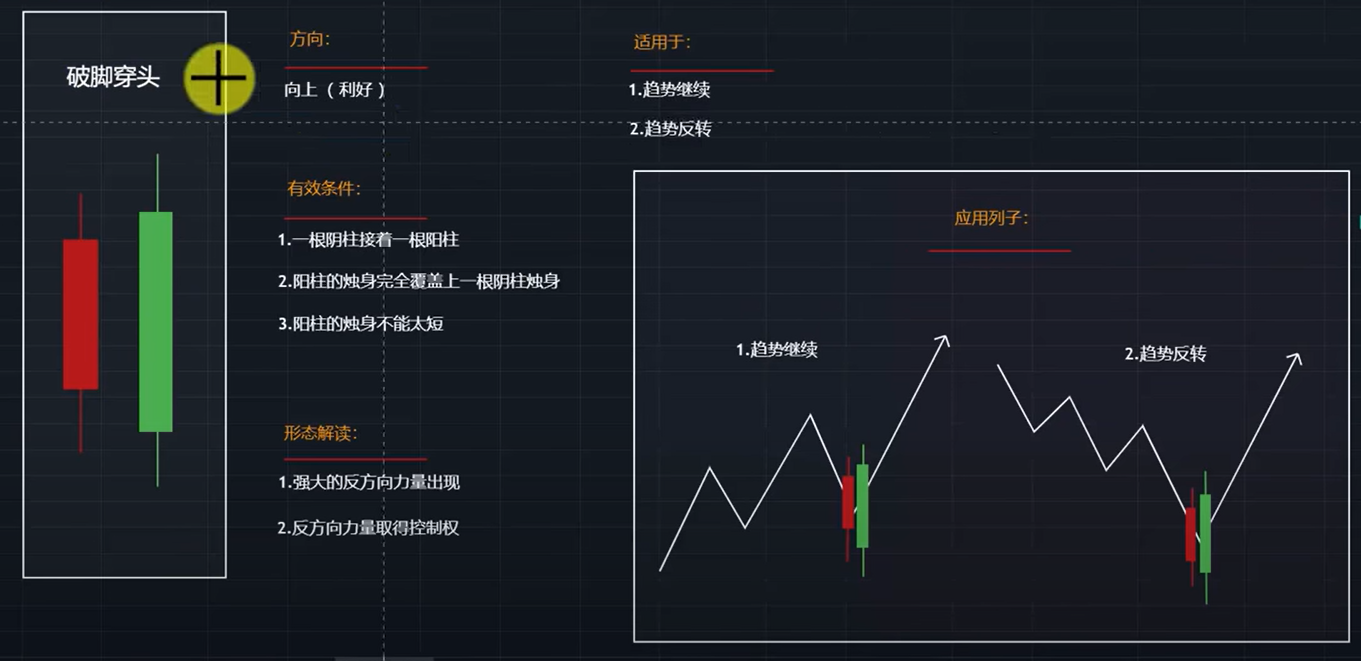 破脚穿头
方向：
向上（利好）
有效条件：
1.一根阴柱接着一根阳柱
2.阳柱的烛身完全覆盖上一根阴柱烛身
3.阳柱的烛身不能太短
形态解读：
1.强大的反方向力量出现
2.反方向力量取得控制权
适用于：
1.趋势继续
2.趋势反转
应用列子：
1.趋势继续
2.趋势反转